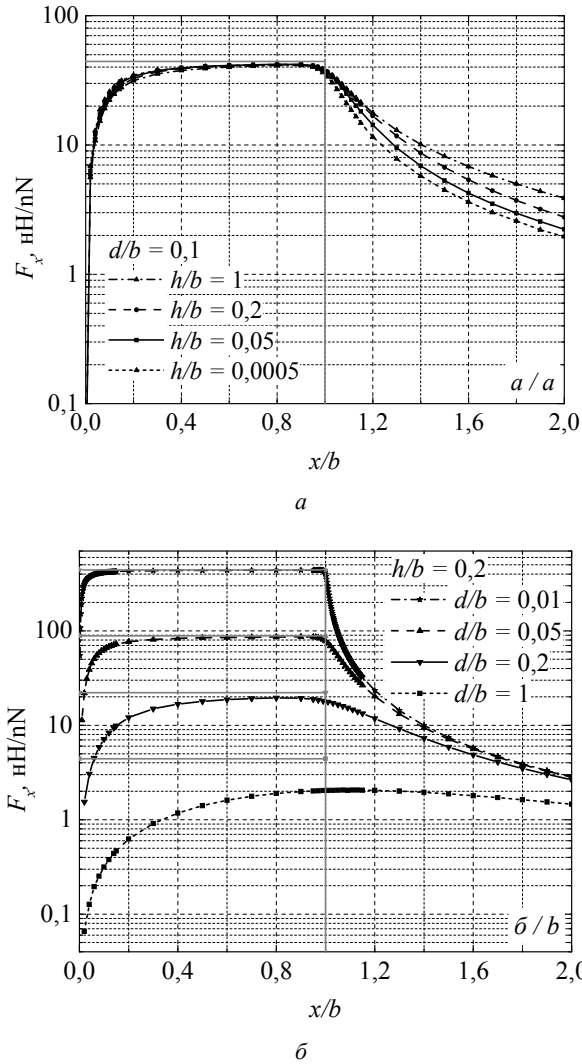 100
10
1
0,1
F_x, нН/nN
d/b = 0,1
h/b = 1
h/b = 0,2
h/b = 0,05
h/b = 0,0005
a / a
0,0 0,4 0,8 1,2 1,6 2,0
x/b
а
100
10
1
0,1
F_x, нН/nN
h/b = 0,2
d/b = 0,01
d/b = 0,05
d/b = 0,2
d/b = 1
б / b
0,0 0,4 0,8 1,2 1,6 2,0
x/b
б